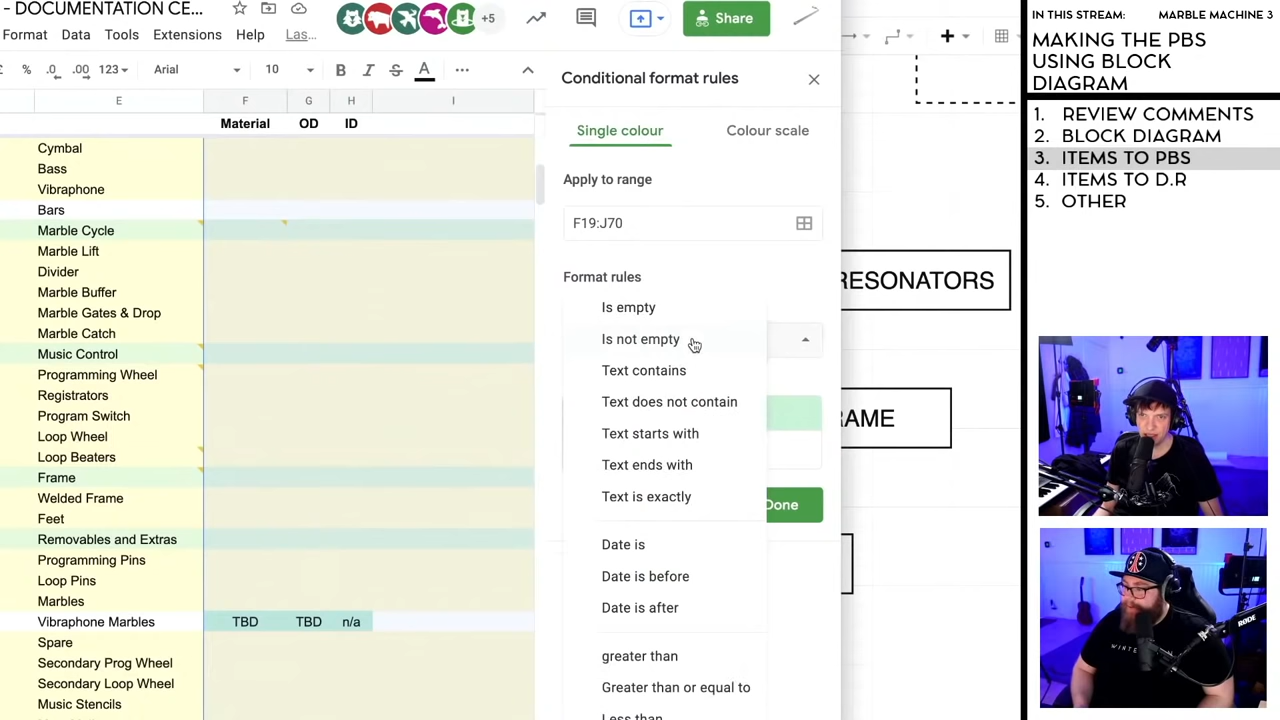 - DOCUMENTATION CE...
+5
Share
Format Data Tools Extensions Help Las...
% .0 .00 123 Arial 10 B I S A
Conditional format rules
E F G H I
Material OD ID
Single colour Colour scale
Apply to range
F19:J70
Format rules
Is empty
Is not empty
Text contains
Text does not contain
Text starts with
Text ends with
Text is exactly
Done
Date is
Date is before
Date is after
greater than
Greater than or equal to
Less than
Cymbal
Bass
Vibraphone
Bars
Marble Cycle
Marble Lift
Divider
Marble Buffer
Marble Gates & Drop
Marble Catch
Music Control
Programming Wheel
Registrators
Program Switch
Loop Wheel
Loop Beaters
Frame
Welded Frame
Feet
Removables and Extras
Programming Pins
Loop Pins
Marbles
Vibraphone Marbles TBD TBD n/a
Spare
Secondary Prog Wheel
Secondary Loop Wheel
Music Stencils
RESONATORS
RAME
IN THIS STREAM: MARBLE MACHINE 3
MAKING THE PBS
USING BLOCK
DIAGRAM
1. REVIEW COMMENTS
2. BLOCK DIAGRAM
3. ITEMS TO PBS
4. ITEMS TO D.R
5. OTHER
RØDE